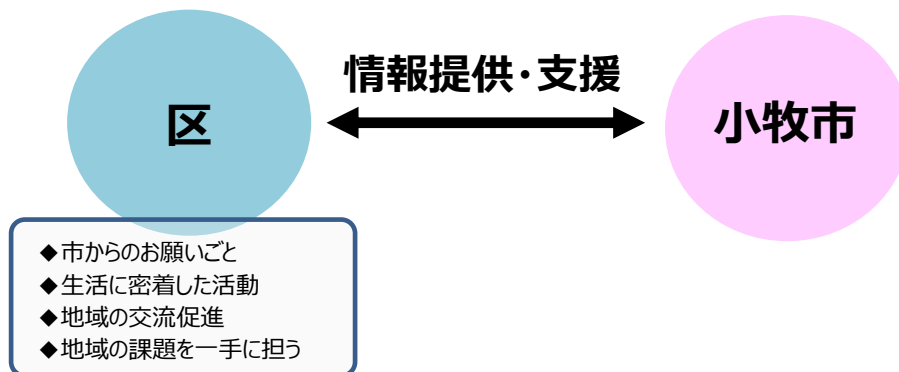 情報提供・支援
区
小牧市
◆市からのお願いごと
◆生活に密着した活動
◆地域の交流促進
◆地域の課題を一手に担う